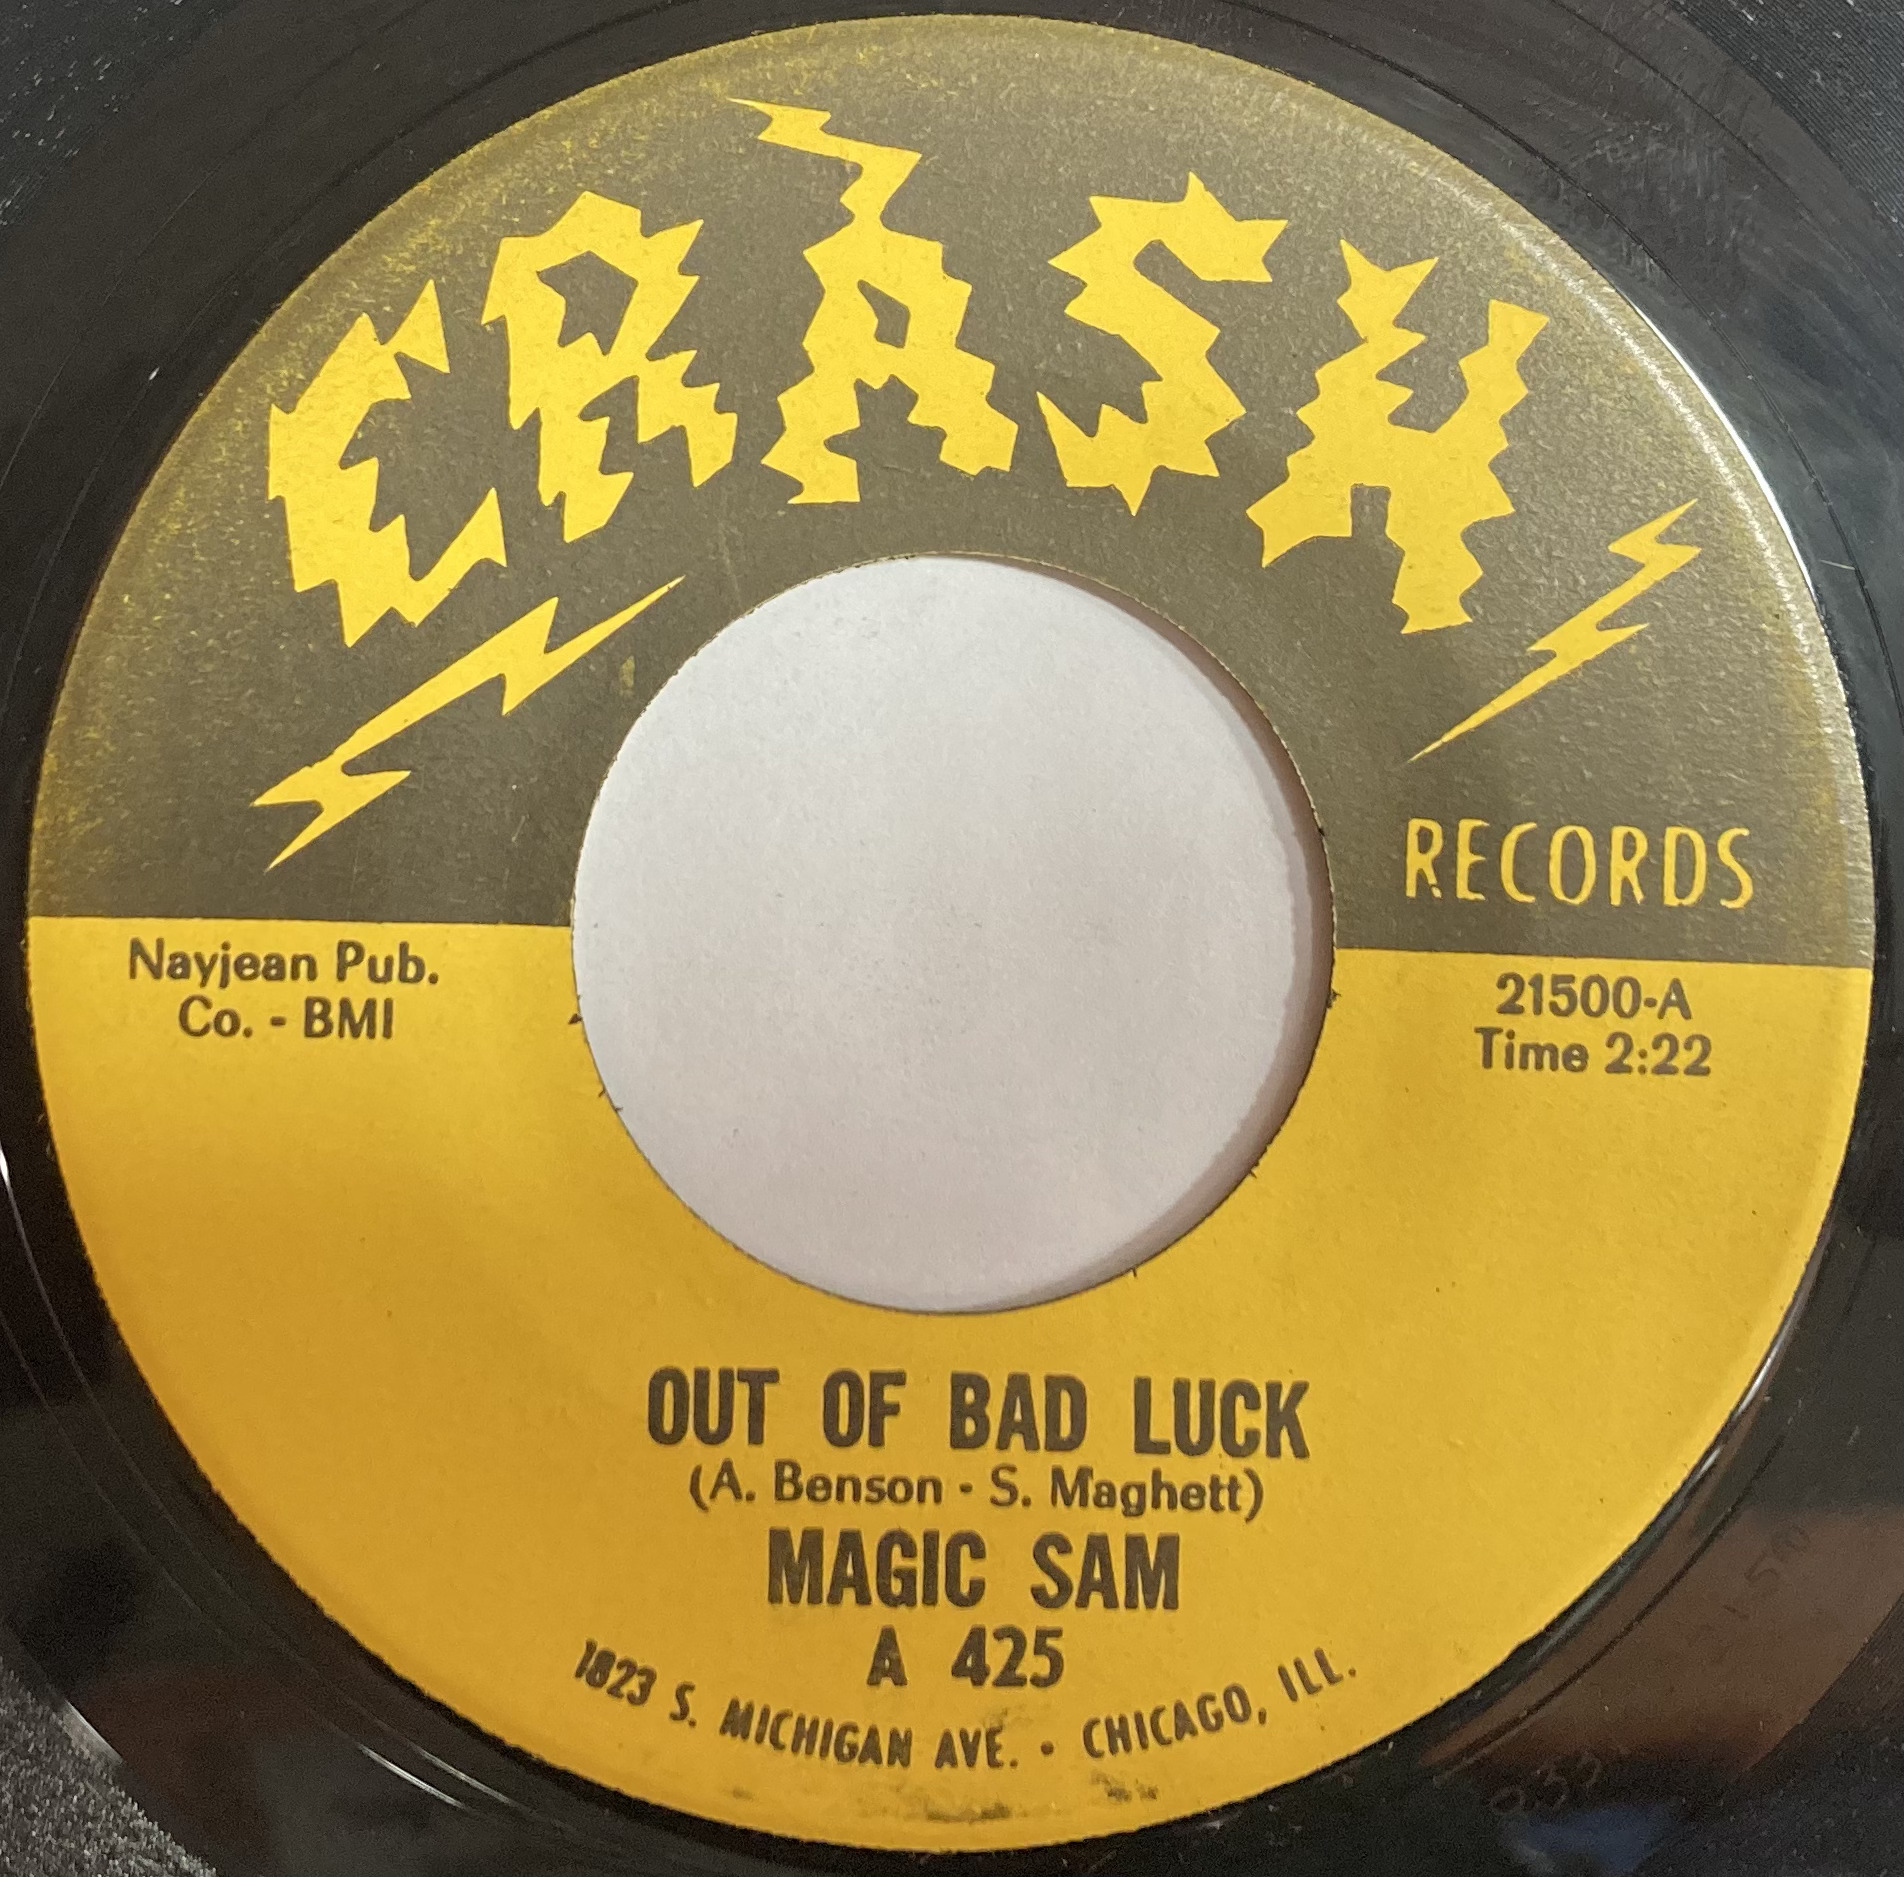 CRASH
RECORDS
Nayjean Pub.
Co. - BMI
21500-A
Time 2:22
OUT OF BAD LUCK
(A. Benson - S. Maghett)
MAGIC SAM
A 425
1823 S. MICHIGAN AVE. • CHICAGO, ILL.